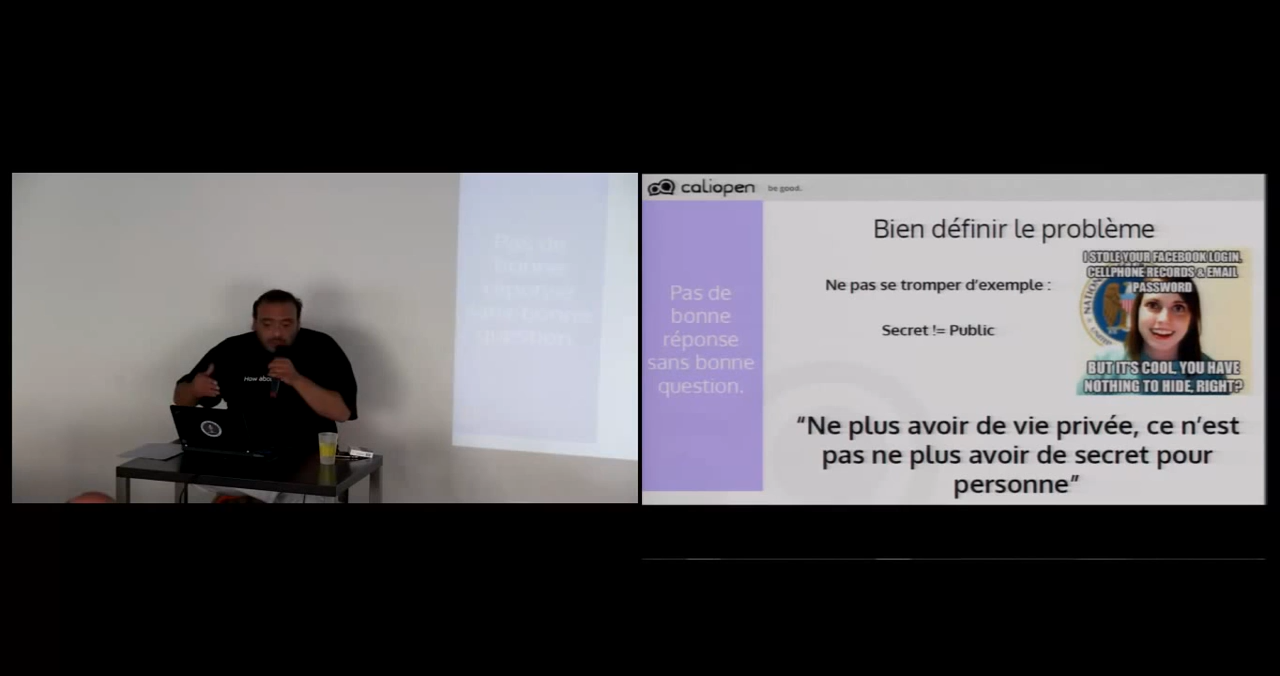 How abou
caliopen be good.
Bien définir le problème
Pas de
bonne
réponse
sans bonne
question.
Ne pas se tromper d'exemple :
Secret != Public
I STOLE YOUR FACEBOOK LOGIN,
CELLPHONE RECORDS & EMAIL
PASSWORD
BUT IT'S COOL, YOU HAVE
NOTHING TO HIDE, RIGHT?
“Ne plus avoir de vie privée, ce n'est
pas ne plus avoir de secret pour
personne”